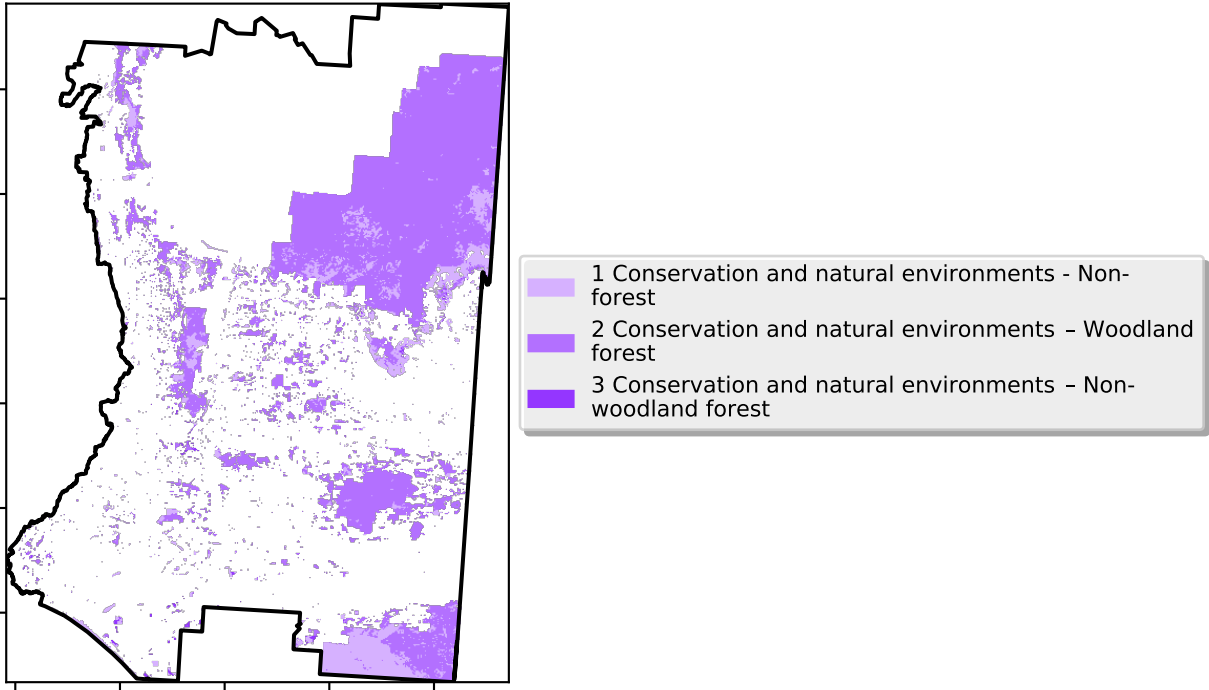 1 Conservation and natural environments - Non-
forest
2 Conservation and natural environments – Woodland
forest
3 Conservation and natural environments – Non-
woodland forest